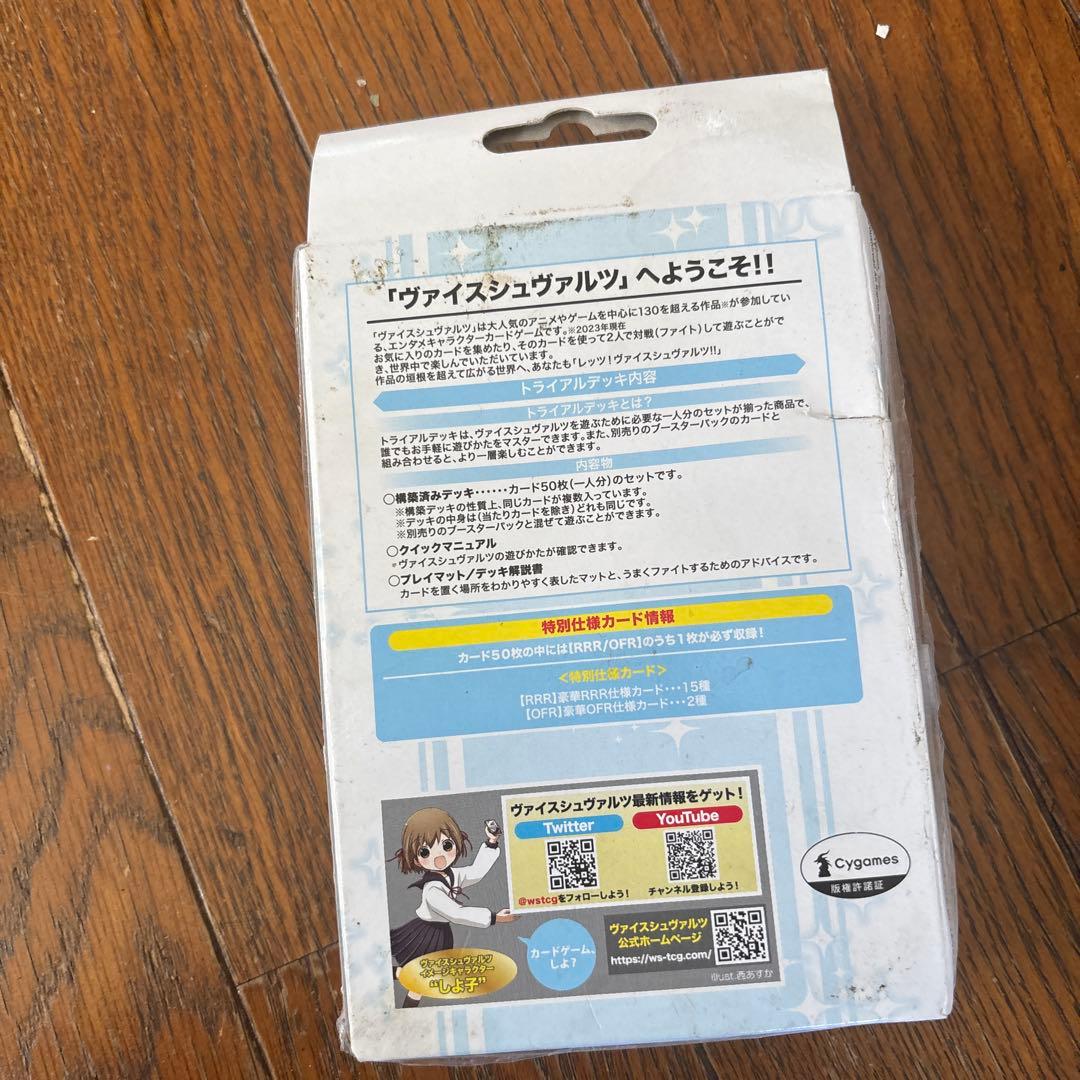 「ヴァイスシュヴァルツ」へようこそ!!
「ヴァイスシュヴァルツ」は大人気のアニメやゲームを中心に130を超える作品※が参加してい
る、エンタメキャラクターカードゲームです。※2023年現在
お気に入りのカードを集めたり、そのカードを使って2人で対戦(ファイト)して遊ぶことがで
き、世界中で楽しんでいただいています。
作品の垣根を超えて広がる世界へ、あなたも「レッツ!ヴァイスシュヴァルツ!!」
トライアルデッキ内容
トライアルデッキとは?
トライアルデッキは、ヴァイスシュヴァルツを遊ぶために必要な一人分のセットが揃った商品で、
誰でもお手軽に遊びかたをマスターできます。また、別売りのブースターパックのカードと
組み合わせると、より一層楽しむことができます。
内容物
○構築済みデッキ・・・・・・カード50枚(一人分)のセットです。
※構築デッキの性質上、同じカードが複数入っています。
※デッキの中身は(当たりカードを除き)どれも同じです。
※別売りのブースターパックと混ぜて遊ぶことができます。
○クイックマニュアル
※ヴァイスシュヴァルツの遊びかたが確認できます。
○プレイマット/デッキ解説書
カードを置く場所をわかりやすく表したマットと、うまくファイトするためのアドバイスです。
特別仕様カード情報
カード50枚の中には【RRR/OFR】のうち1枚が必ず収録!
<特別仕様カード>
【RRR】豪華RRR仕様カード・・・15種
【OFR】豪華OFR仕様カード・・・2種
ヴァイスシュヴァルツ最新情報をゲット!
Twitter
YouTube
@wstcgをフォローしよう!
チャンネル登録しよう!
カードゲーム、
しよ?
ヴァイスシュヴァルツ
公式ホームページ
https://ws-tcg.com/
ヴァイスシュヴァルツ
イメージキャラクター
"しよ子"
illust.西あすか
Cygames
版権許諾証